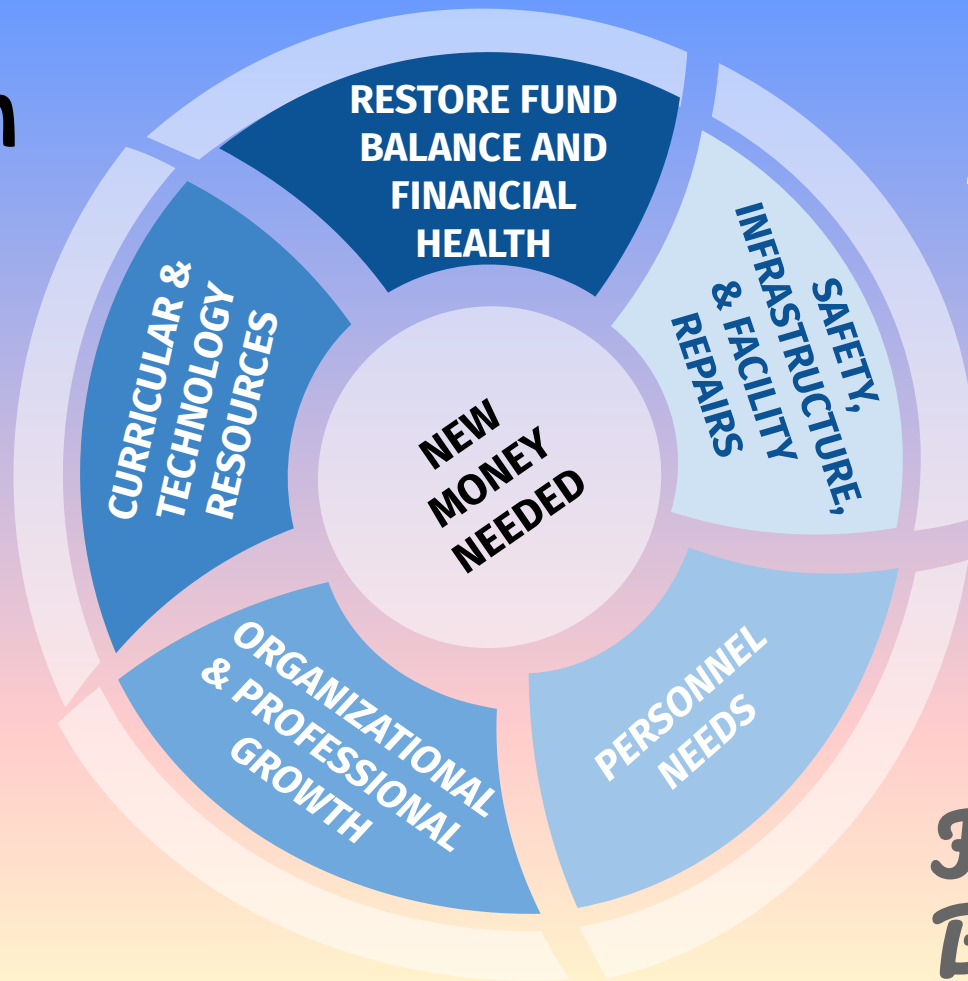 RESTORE FUND
BALANCE AND
FINANCIAL
HEALTH
SAFETY,
INFRASTRUCTURE,
& FACILITY
REPAIRS
PERSONNEL
NEEDS
ORGANIZATIONAL
& PROFESSIONAL
GROWTH
CURRICULAR &
TECHNOLOGY
RESOURCES
NEW
MONEY
NEEDED